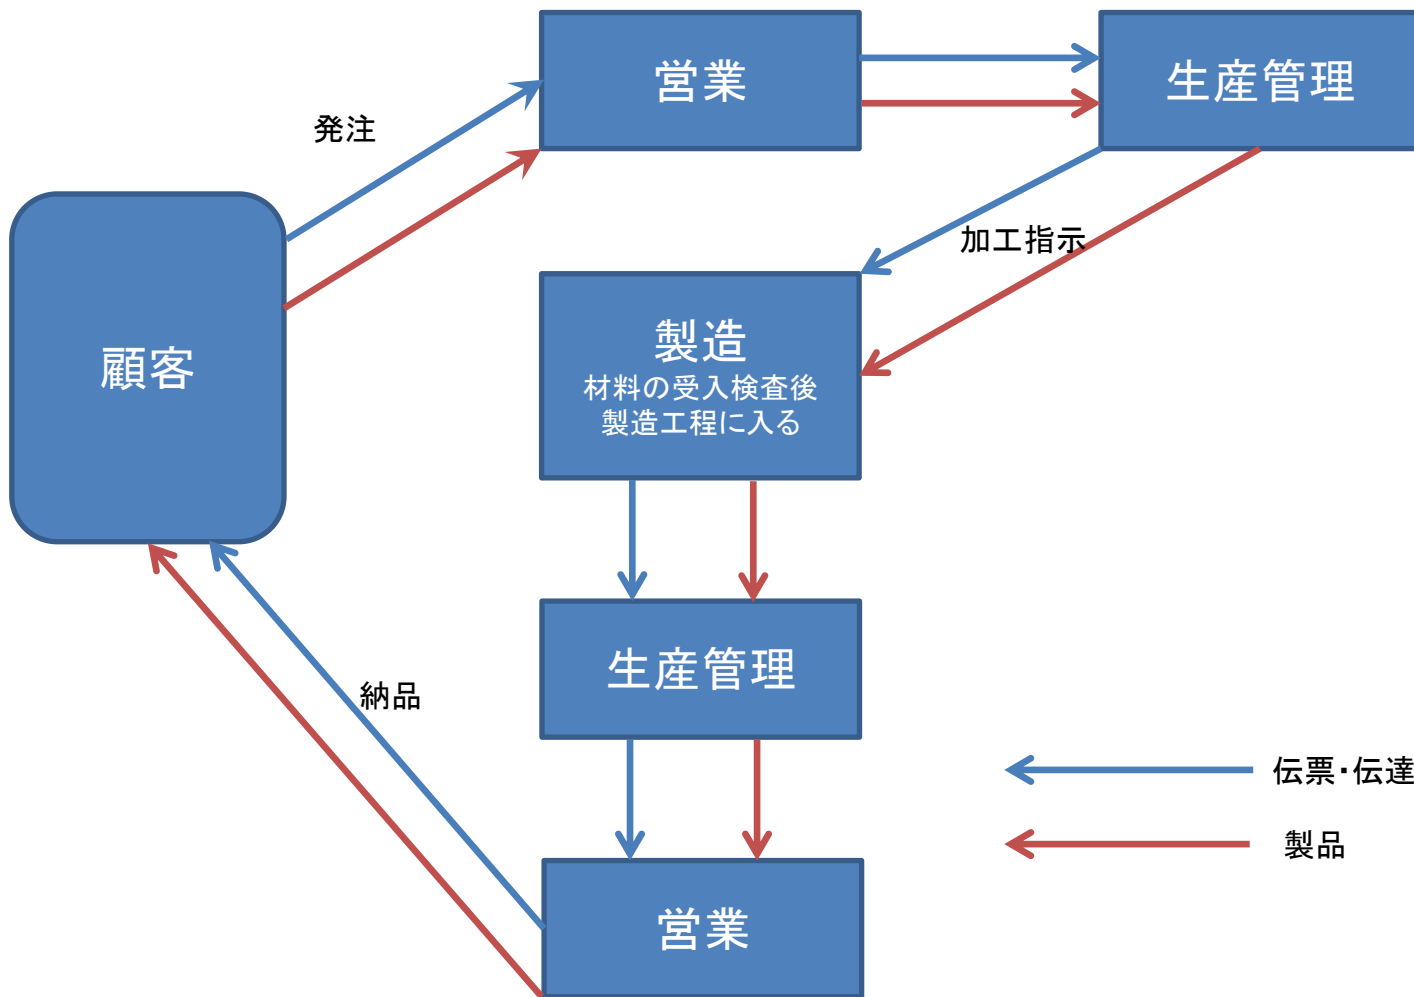 営業
生産管理
発注
加工指示
顧客
製造
材料の受入検査後
製造工程に入る
生産管理
納品
伝票・伝達
製品
営業